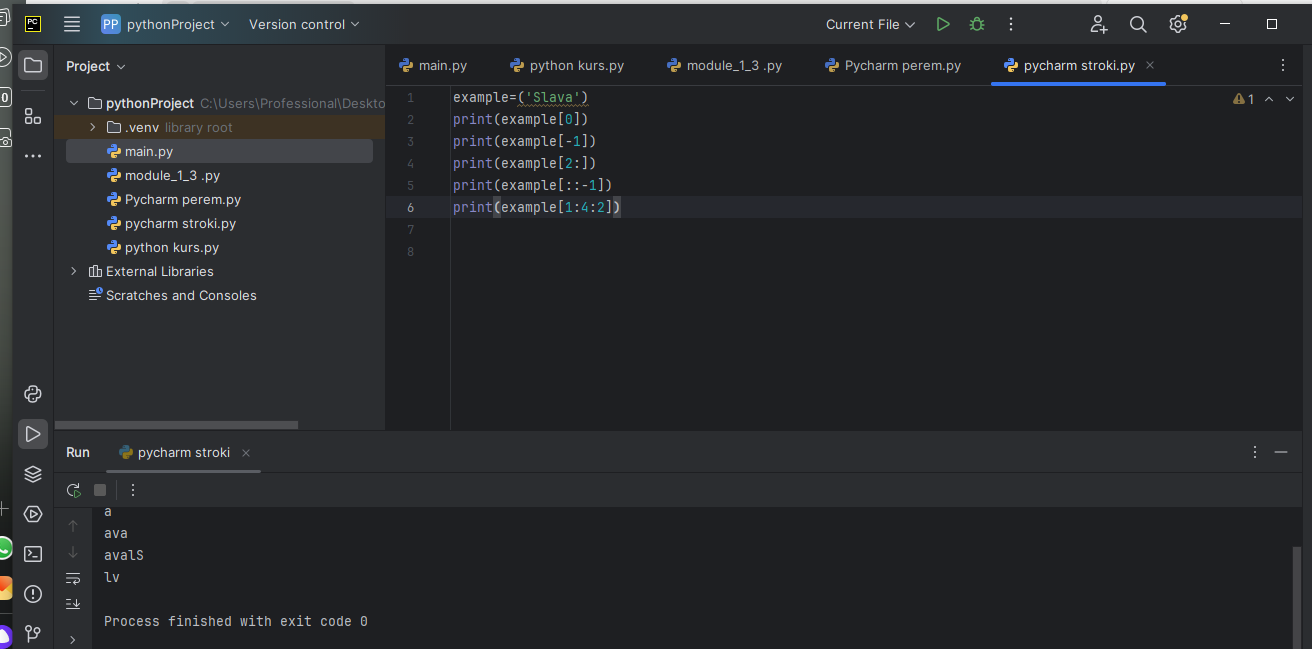 PC PP pythonProject Version control Current File
Project main.py python kurs.py module_1_3 .py Pycharm perem.py pycharm stroki.py
pythonProject C:\Users\Professional\Deskto
.venv library root
main.py
module_1_3 .py
Pycharm perem.py
pycharm stroki.py
python kurs.py
External Libraries
Scratches and Consoles
1 example=('Slava') 1
2 print(example[0])
3 print(example[-1])
4 print(example[2:])
5 print(example[::-1])
6 print(example[1:4:2])
7
8
0
Run pycharm stroki
a
ava
avalS
lv
Process finished with exit code 0